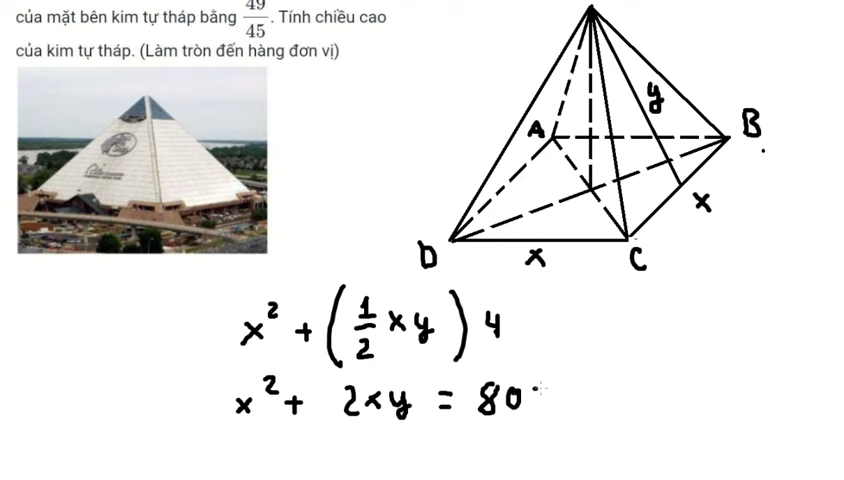 của mặt bên kim tự tháp bằng 49/45. Tính chiều cao
của kim tự tháp. (Làm tròn đến hàng đơn vị)
y
A
B
x
D
x
C
x² + (1/2 xy) 4
x² + 2xy = 80